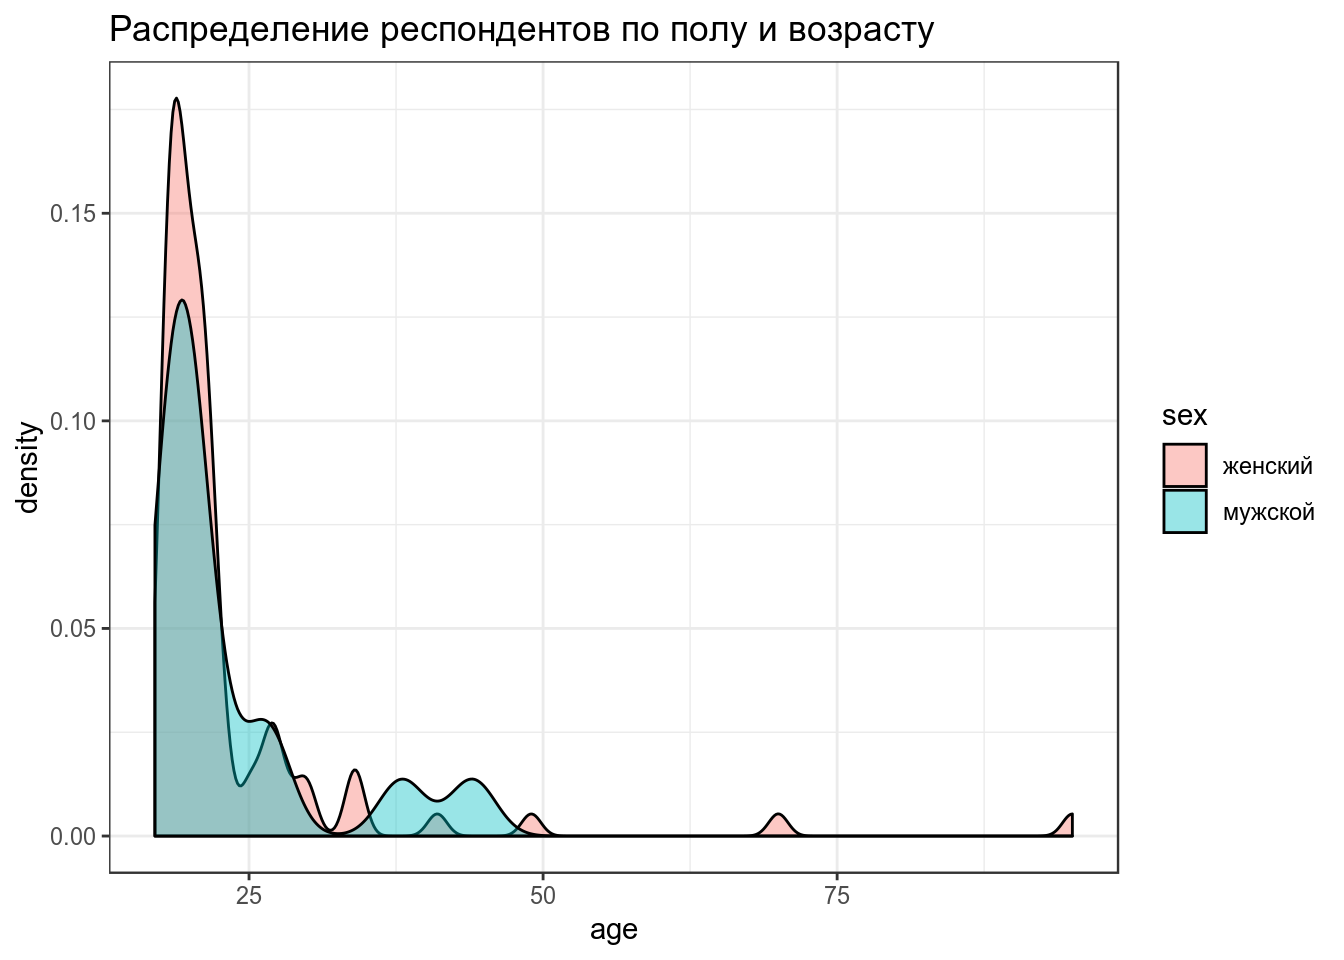 Распределение респондентов по полу и возрасту
0.15
0.10
0.05
0.00
density
25
50
75
age
sex
женский
мужской